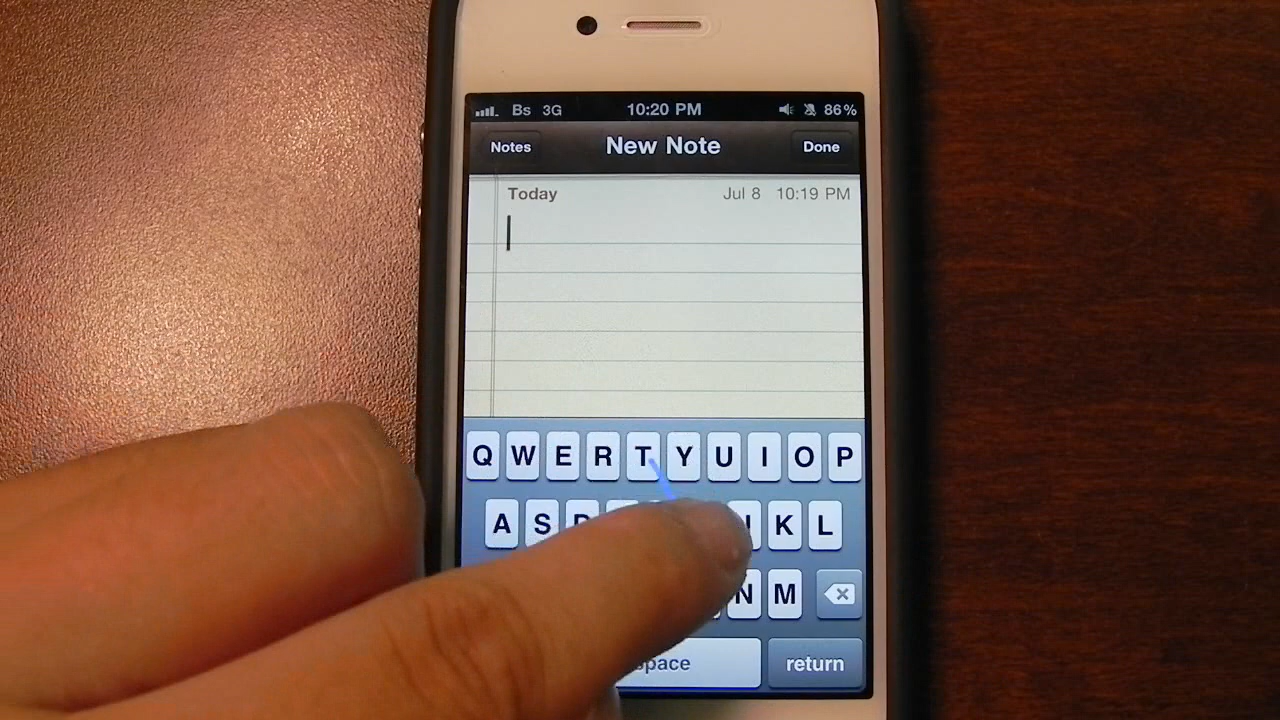 Bs 3G 10:20 PM 86%
Notes New Note Done
Today Jul 8 10:19 PM
Q W E R T Y U I O P
A S D J K L
N M
space return